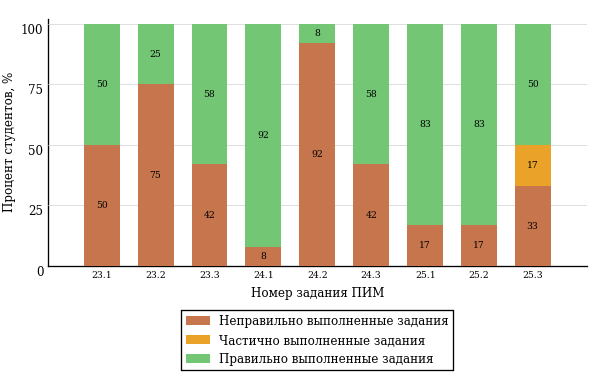 Процент студентов, %
100
75
50
25
0
50 25 58 92 8 58 83 83 50
50 75 42 8 92 42 17 17 17
33
23.1 23.2 23.3 24.1 24.2 24.3 25.1 25.2 25.3
Номер задания ПИМ
Неправильно выполненные задания
Частично выполненные задания
Правильно выполненные задания